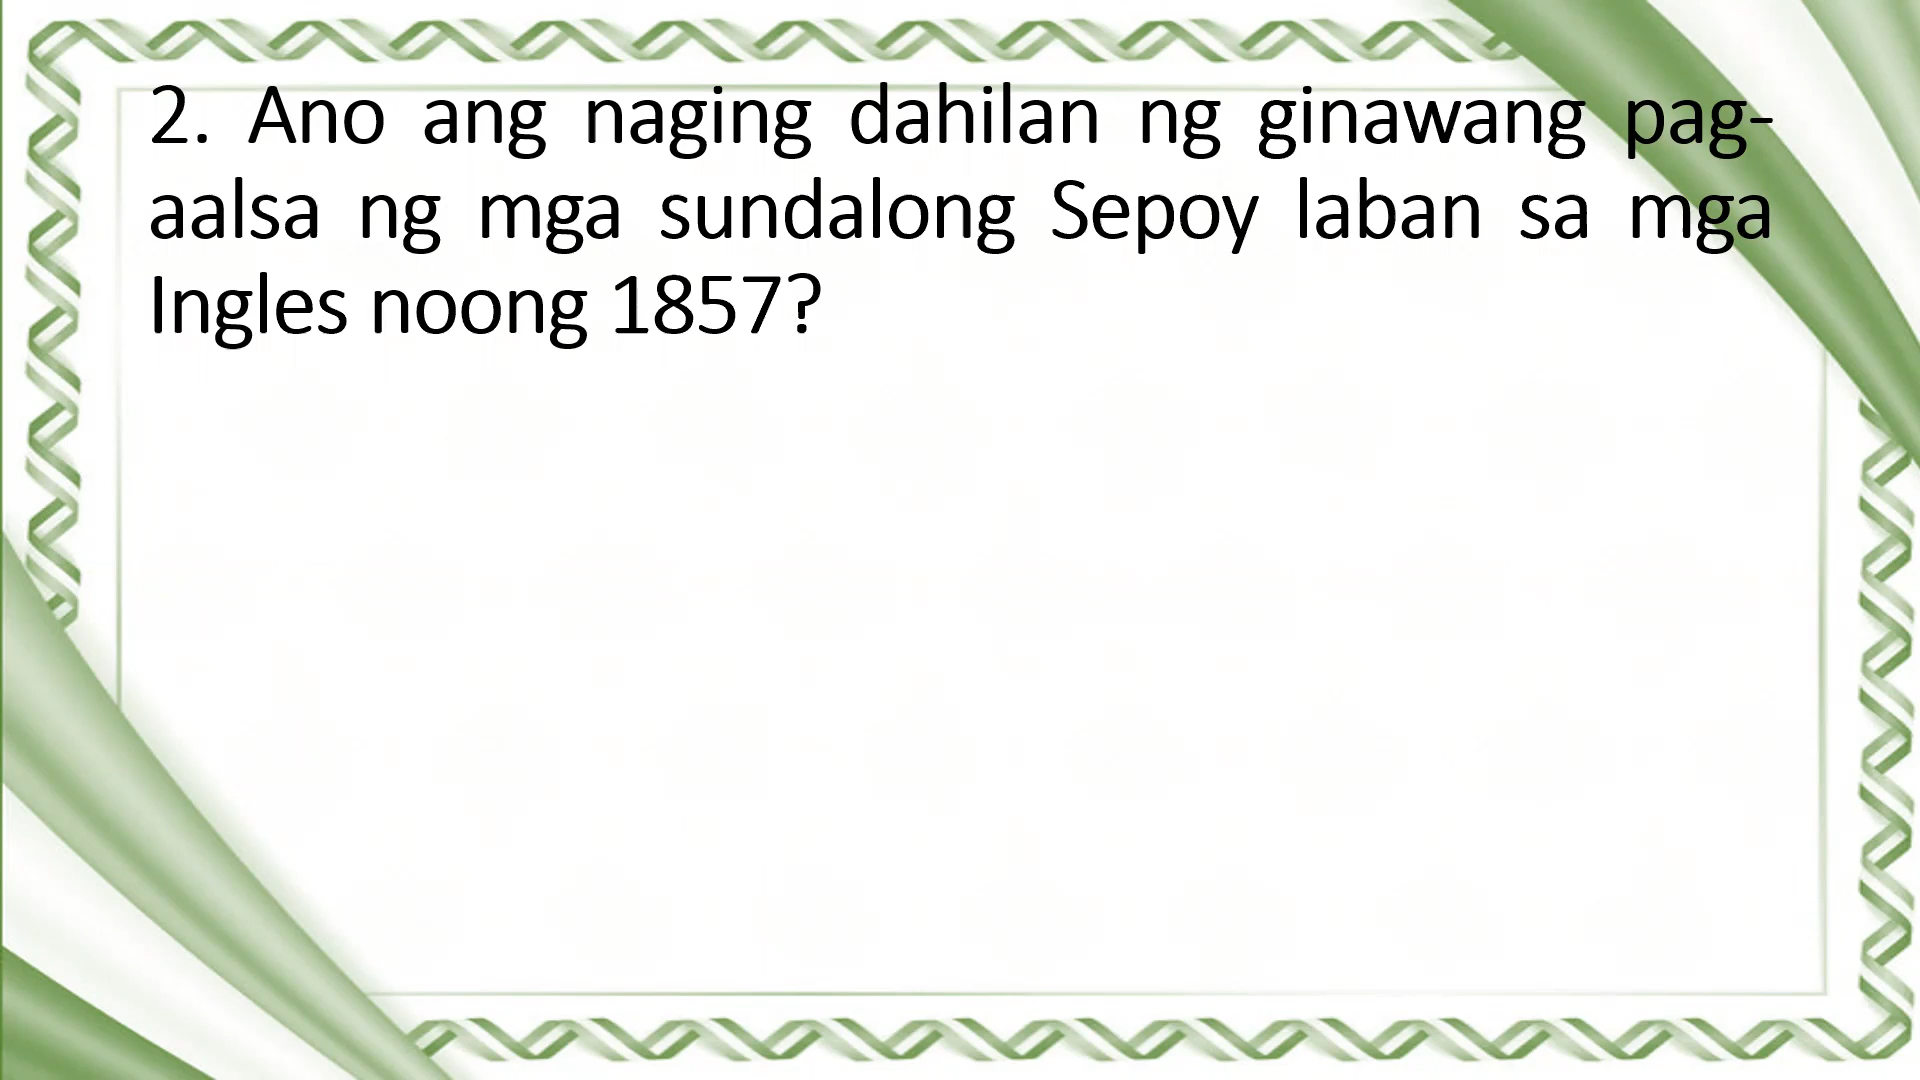 2. Ano ang naging dahilan ng ginawang pag-
aalsa ng mga sundalong Sepoy laban sa mga
Ingles noong 1857?